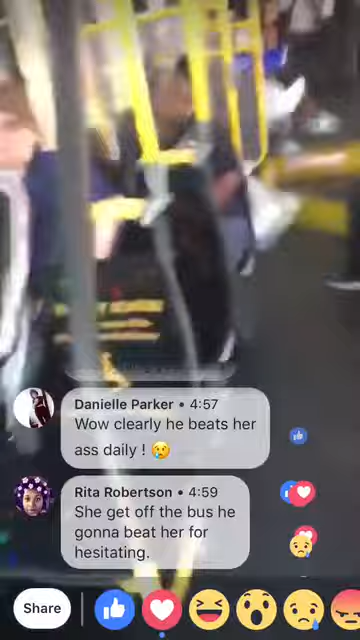 Danielle Parker • 4:57
Wow clearly he beats her
ass daily ! 😢
Rita Robertson • 4:59
She get off the bus he
gonna beat her for
hesitating.
Share